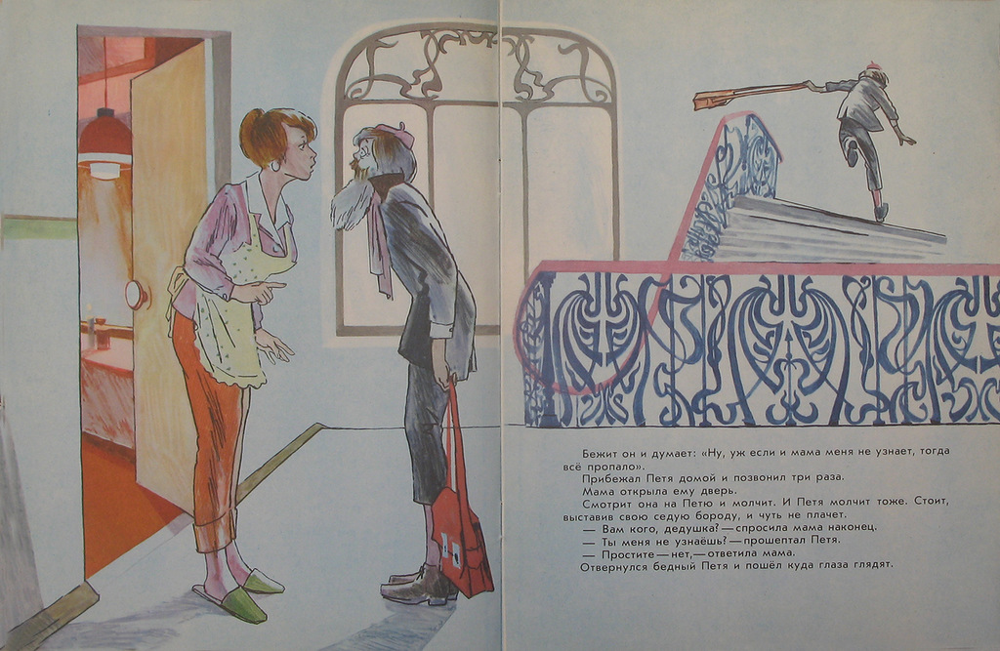 Бежит он и думает: «Ну, уж если и мама меня не узнает, тогда
всё пропало».
Прибежал Петя домой и позвонил три раза.
Мама открыла ему дверь.
Смотрит она на Петю и молчит. И Петя молчит тоже. Стоит,
выставив свою седую бороду, и чуть не плачет.
— Вам кого, дедушка? — спросила мама наконец.
— Ты меня не узнаёшь? — прошептал Петя.
— Простите — нет, — ответила мама.
Отвернулся бедный Петя и пошёл куда глаза глядят.